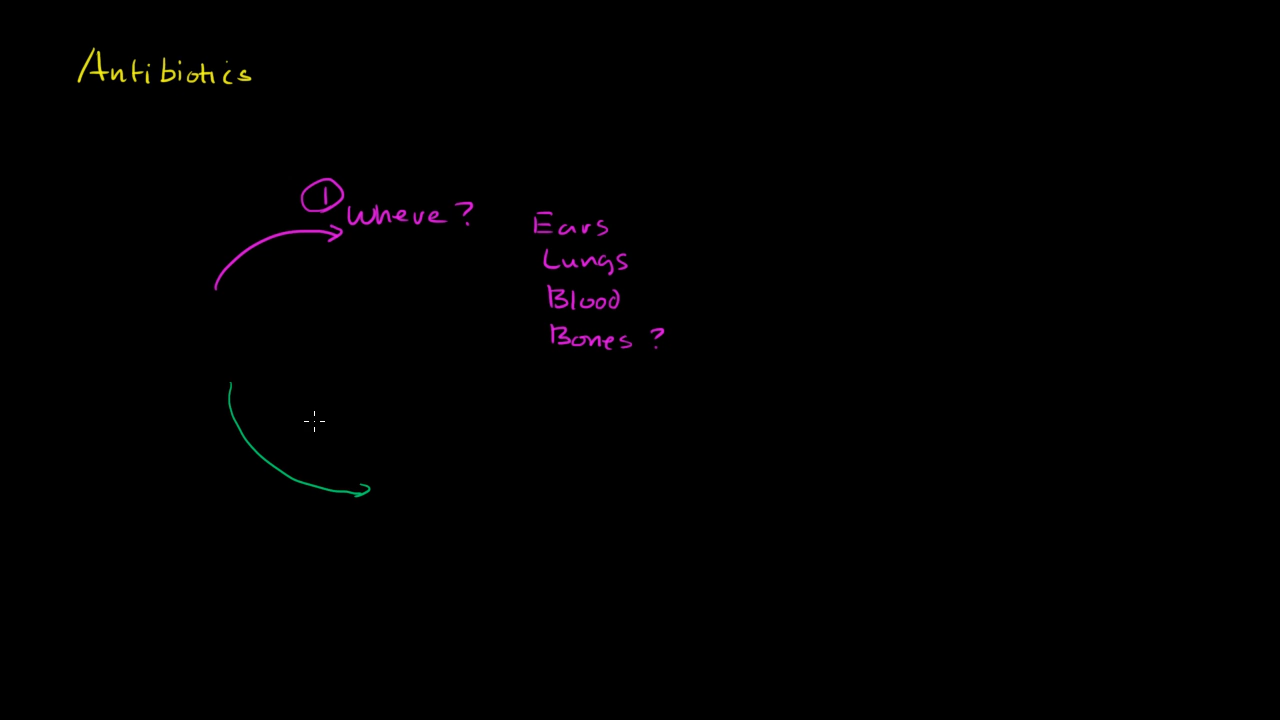 Antibiotics
① Where?
Ears
Lungs
Blood
Bones ?